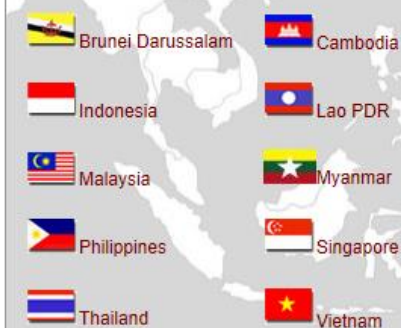 Brunei Darussalam
Cambodia
Indonesia
Lao PDR
Malaysia
Myanmar
Philippines
Singapore
Thailand
Vietnam